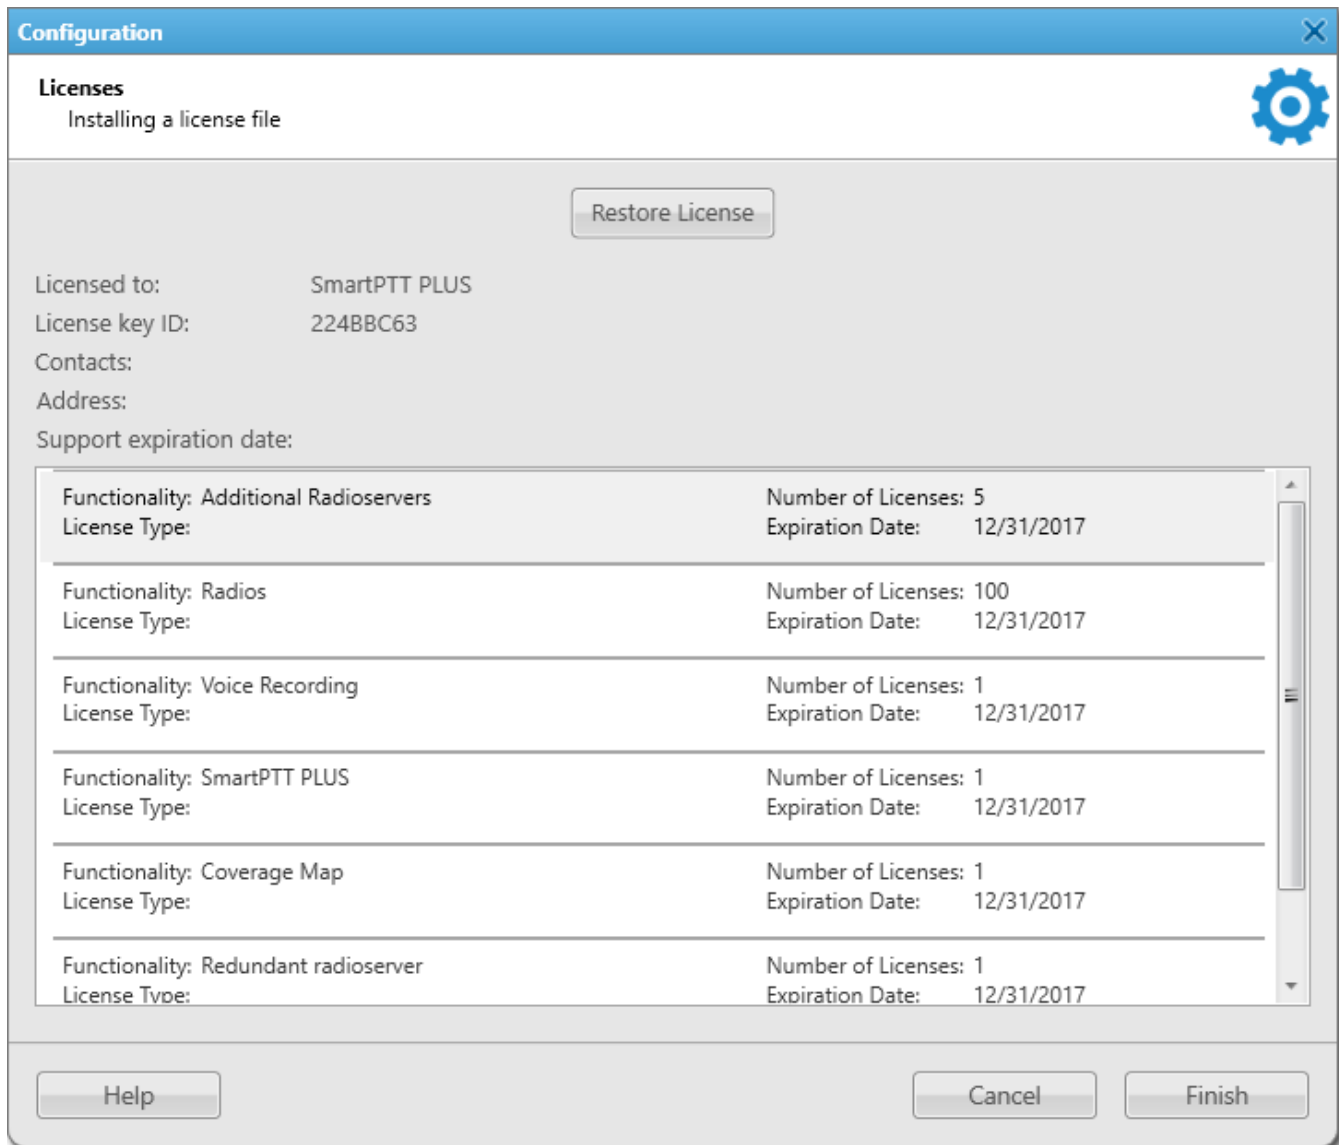 Configuration
Licenses
Installing a license file
Restore License
Licensed to: SmartPTT PLUS
License key ID: 224BBC63
Contacts:
Address:
Support expiration date:
Functionality: Additional Radioservers Number of Licenses: 5
License Type: Expiration Date: 12/31/2017
Functionality: Radios Number of Licenses: 100
License Type: Expiration Date: 12/31/2017
Functionality: Voice Recording Number of Licenses: 1
License Type: Expiration Date: 12/31/2017
Functionality: SmartPTT PLUS Number of Licenses: 1
License Type: Expiration Date: 12/31/2017
Functionality: Coverage Map Number of Licenses: 1
License Type: Expiration Date: 12/31/2017
Functionality: Redundant radioserver Number of Licenses: 1
License Type: Expiration Date: 12/31/2017
Help Cancel Finish